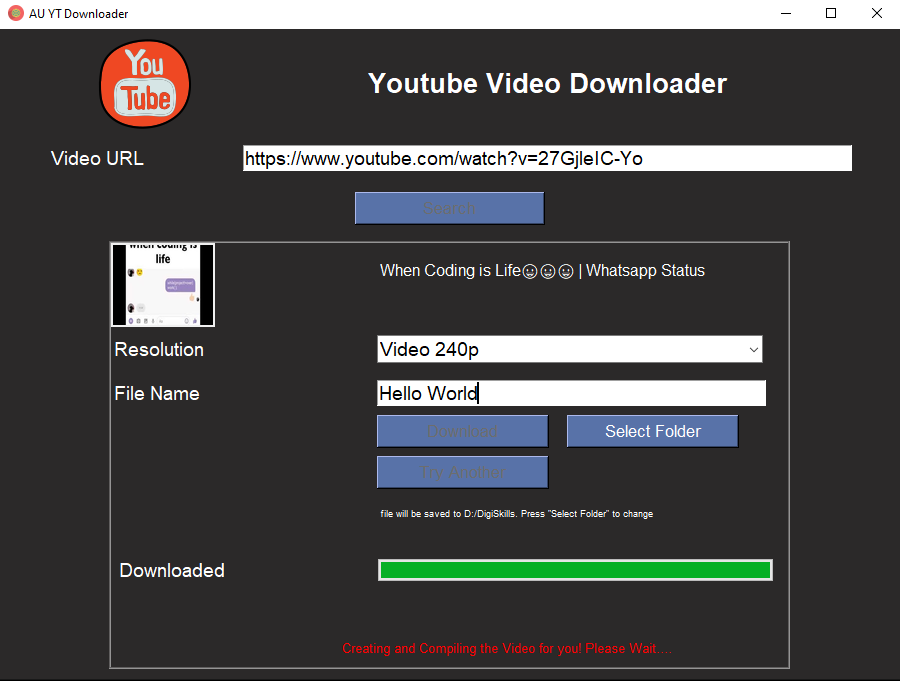 AU YT Downloader
You
Tube
Youtube Video Downloader
Video URL
https://www.youtube.com/watch?v=27GjleIC-Yo
Search
when coding is
life
When Coding is Life😀😀😀 | Whatsapp Status
Resolution
Video 240p
File Name
Hello World
Download
Select Folder
Try Another
file will be saved to D:/DigiSkills. Press "Select Folder" to change
Downloaded
Creating and Compiling the Video for you! Please Wait....